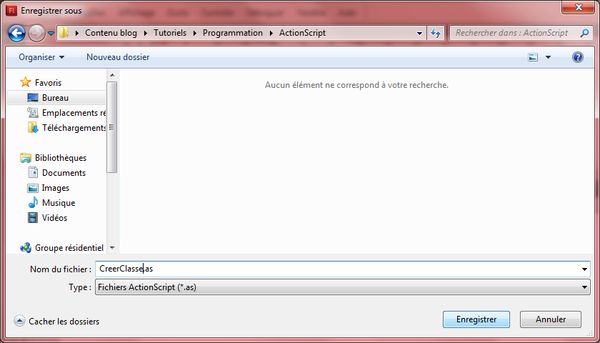 Fl Enregistrer sous
Contenu blog Tutoriels Programmation ActionScript
Rechercher dans : ActionScript
Organiser Nouveau dossier
Favoris
Bureau
Emplacements ré
Téléchargements
Bibliothèques
Documents
Images
Musique
Vidéos
Groupe résidentiel
Aucun élément ne correspond à votre recherche.
Nom du fichier : CreerClasse.as
Type : Fichiers ActionScript (*.as)
Cacher les dossiers
Enregistrer
Annuler